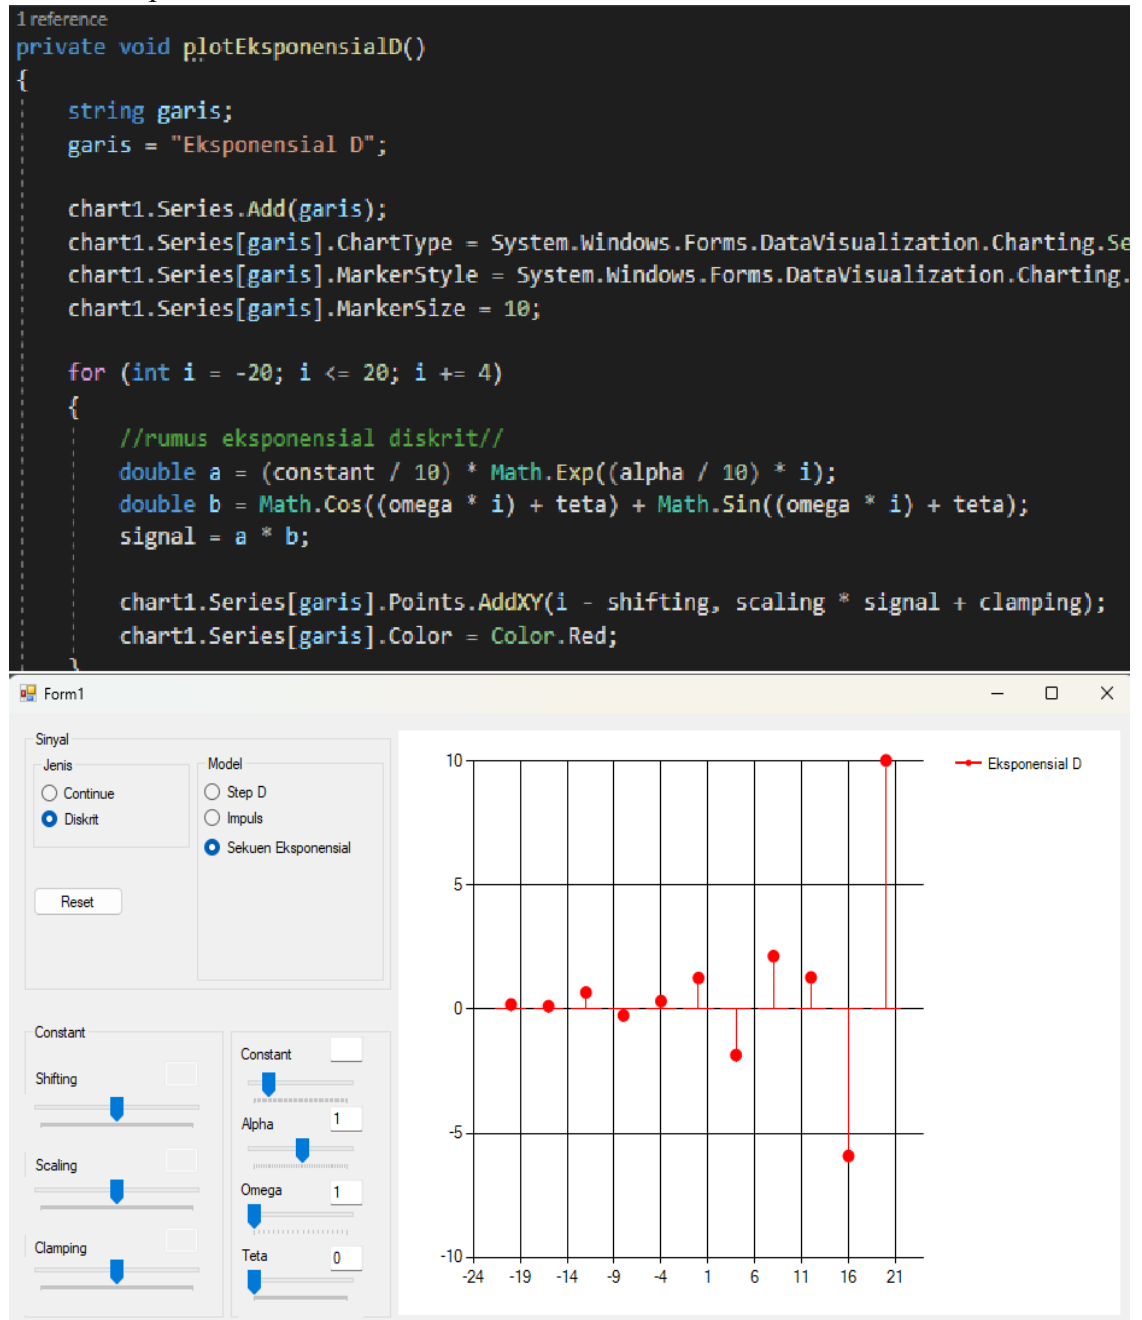 1 reference
private void plotEksponensialD()
{
string garis;
garis = "Eksponensial D";
chart1.Series.Add(garis);
chart1.Series[garis].ChartType = System.Windows.Forms.DataVisualization.Charting.Se
chart1.Series[garis].MarkerStyle = System.Windows.Forms.DataVisualization.Charting.
chart1.Series[garis].MarkerSize = 10;
for (int i = -20; i <= 20; i += 4)
{
//rumus eksponensial diskrit//
double a = (constant / 10) * Math.Exp((alpha / 10) * i);
double b = Math.Cos((omega * i) + teta) + Math.Sin((omega * i) + teta);
signal = a * b;
chart1.Series[garis].Points.AddXY(i - shifting, scaling * signal + clamping);
chart1.Series[garis].Color = Color.Red;
}
Form1
Sinyal
Jenis
Continue
Diskrit
Reset
Model
Step D
Impuls
Sekuen Eksponensial
Constant
Shifting
Scaling
Clamping
Constant
Alpha 1
Omega 1
Teta 0
10
5
0
-5
-10
-24 -19 -14 -9 -4 1 6 11 16 21
Eksponensial D